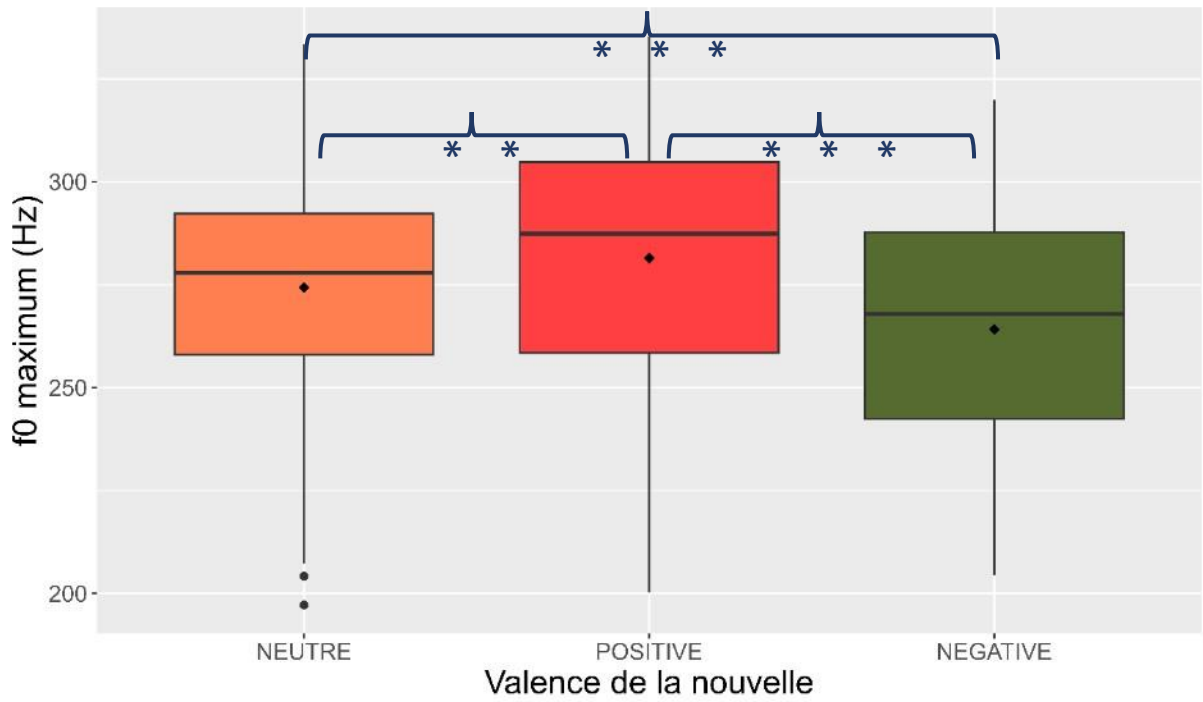 * * *
* *
* * *
f0 maximum (Hz)
300
250
200
NEUTRE
POSITIVE
NEGATIVE
Valence de la nouvelle